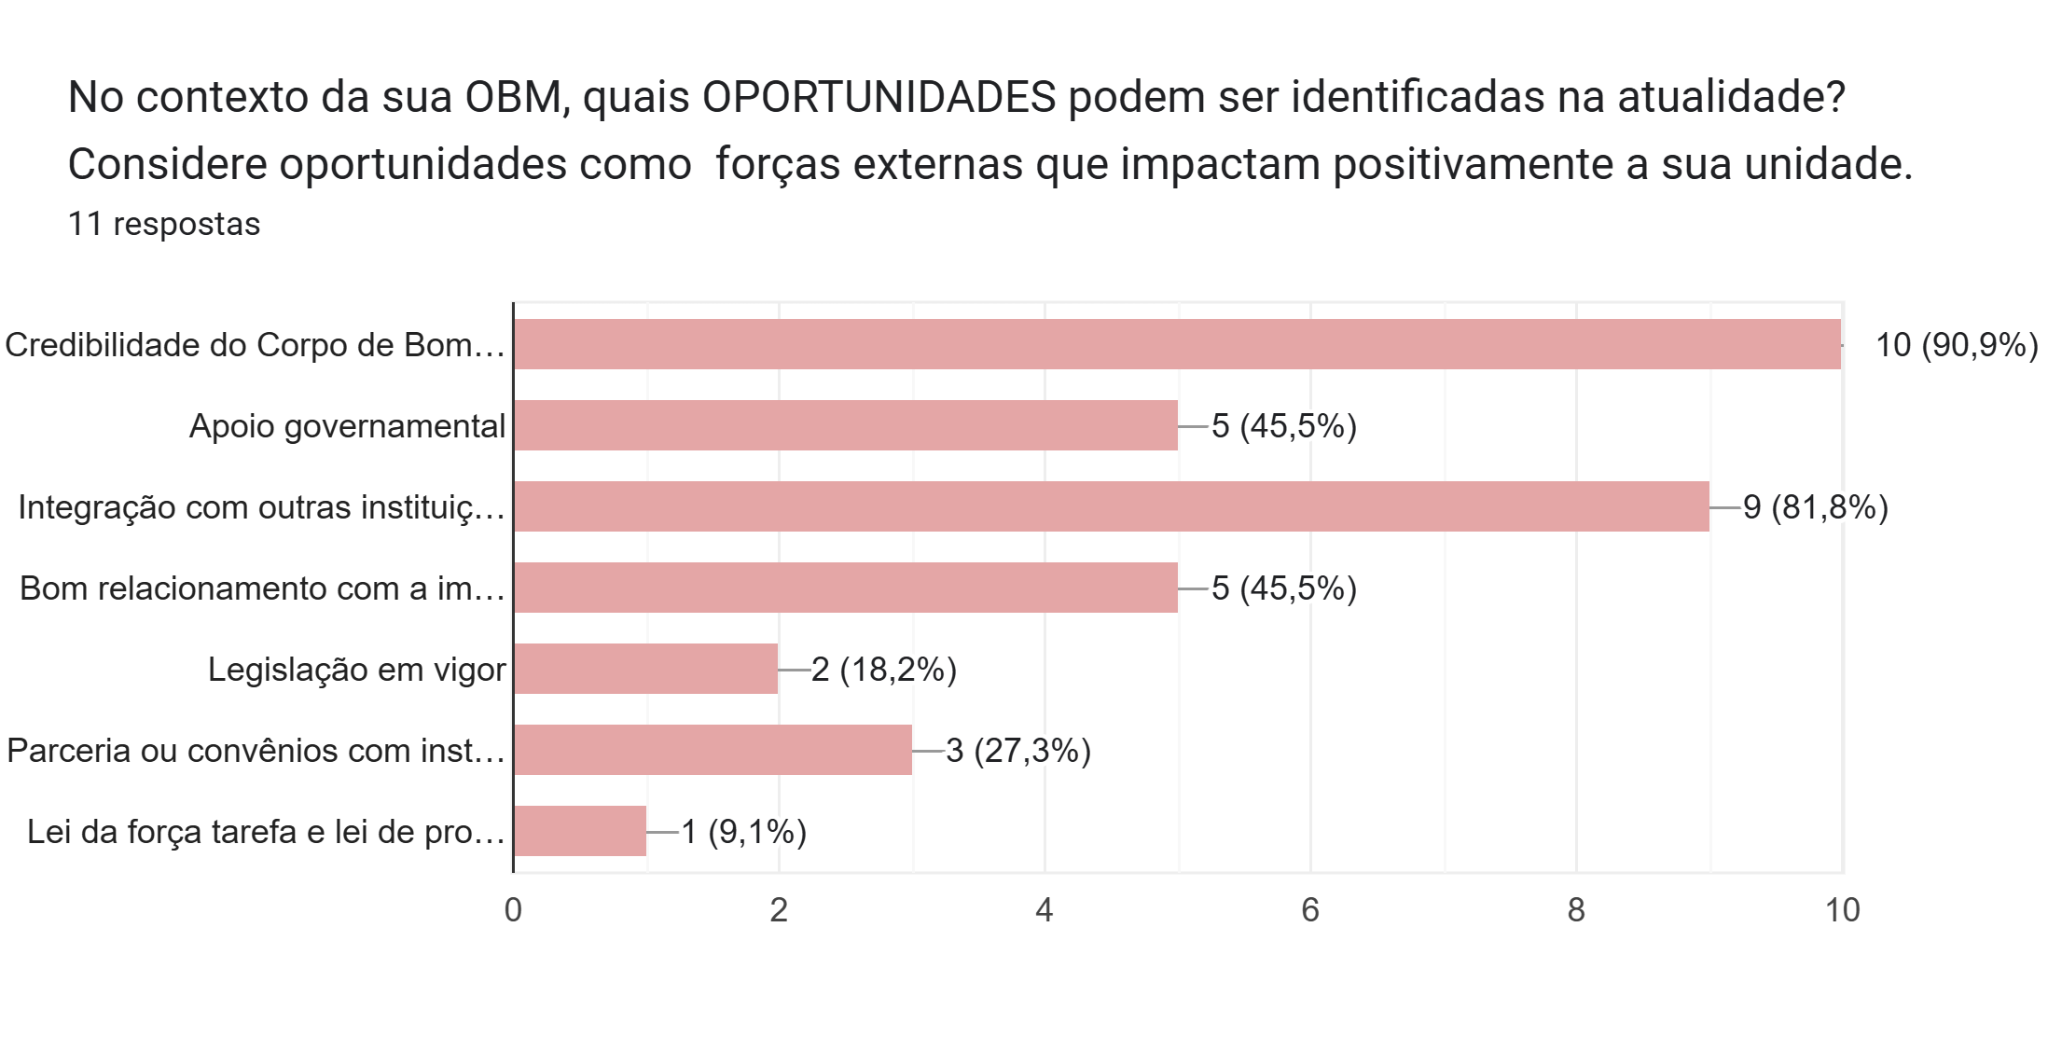 No contexto da sua OBM, quais OPORTUNIDADES podem ser identificadas na atualidade?
Considere oportunidades como  forças externas que impactam positivamente a sua unidade.
11 respostas
Credibilidade do Corpo de Bom… 10 (90,9%)
Apoio governamental 5 (45,5%)
Integração com outras instituiç… 9 (81,8%)
Bom relacionamento com a im… 5 (45,5%)
Legislação em vigor 2 (18,2%)
Parceria ou convênios com inst… 3 (27,3%)
Lei da força tarefa e lei de pro… 1 (9,1%)
0 2 4 6 8 10